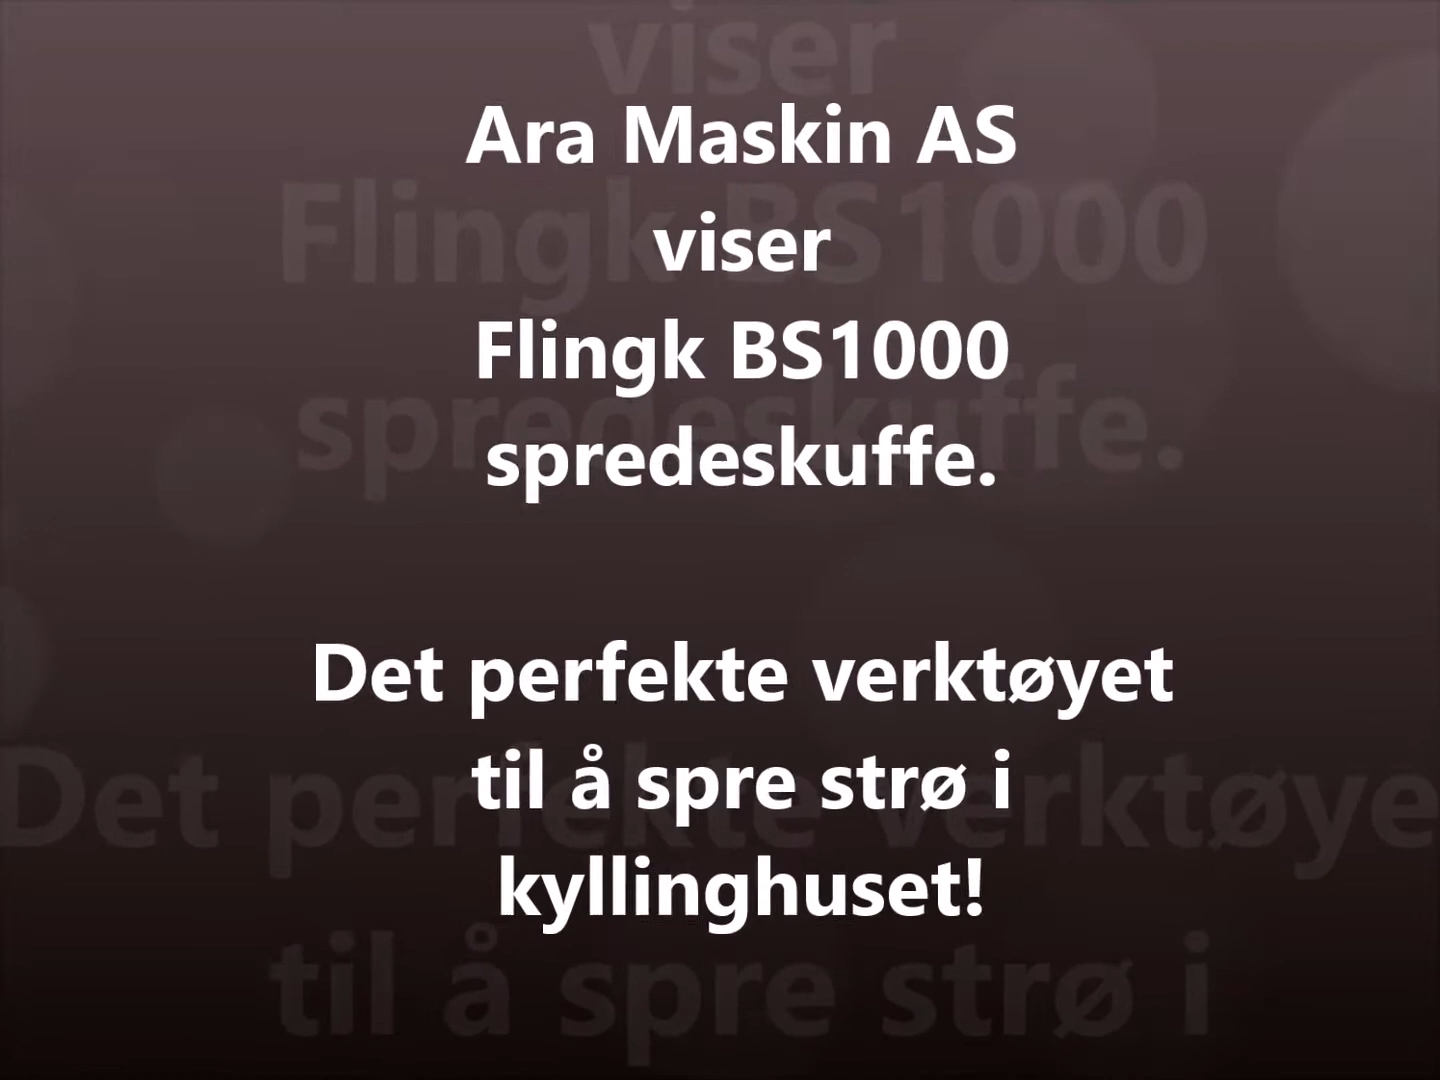 Ara Maskin AS
viser
Flingk BS1000
spredeskuffe.
Det perfekte verktøyet
til å spre strø i
kyllinghuset!